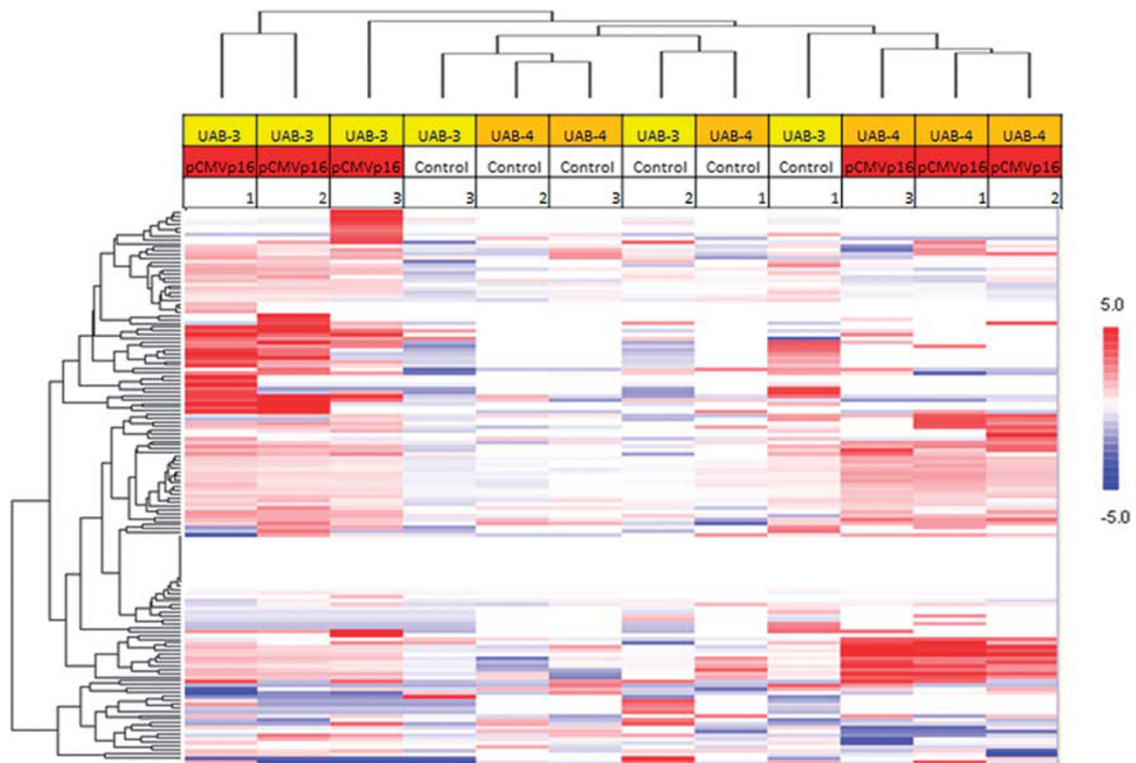 UAB-3 UAB-3 UAB-3 UAB-3 UAB-4 UAB-4 UAB-3 UAB-4 UAB-3 UAB-4 UAB-4 UAB-4
pCMVp16 pCMVp16 pCMVp16 Control Control Control Control Control Control pCMVp16 pCMVp16 pCMVp16
1 2 3 3 2 3 2 1 1 3 1 2
5.0
-5.0